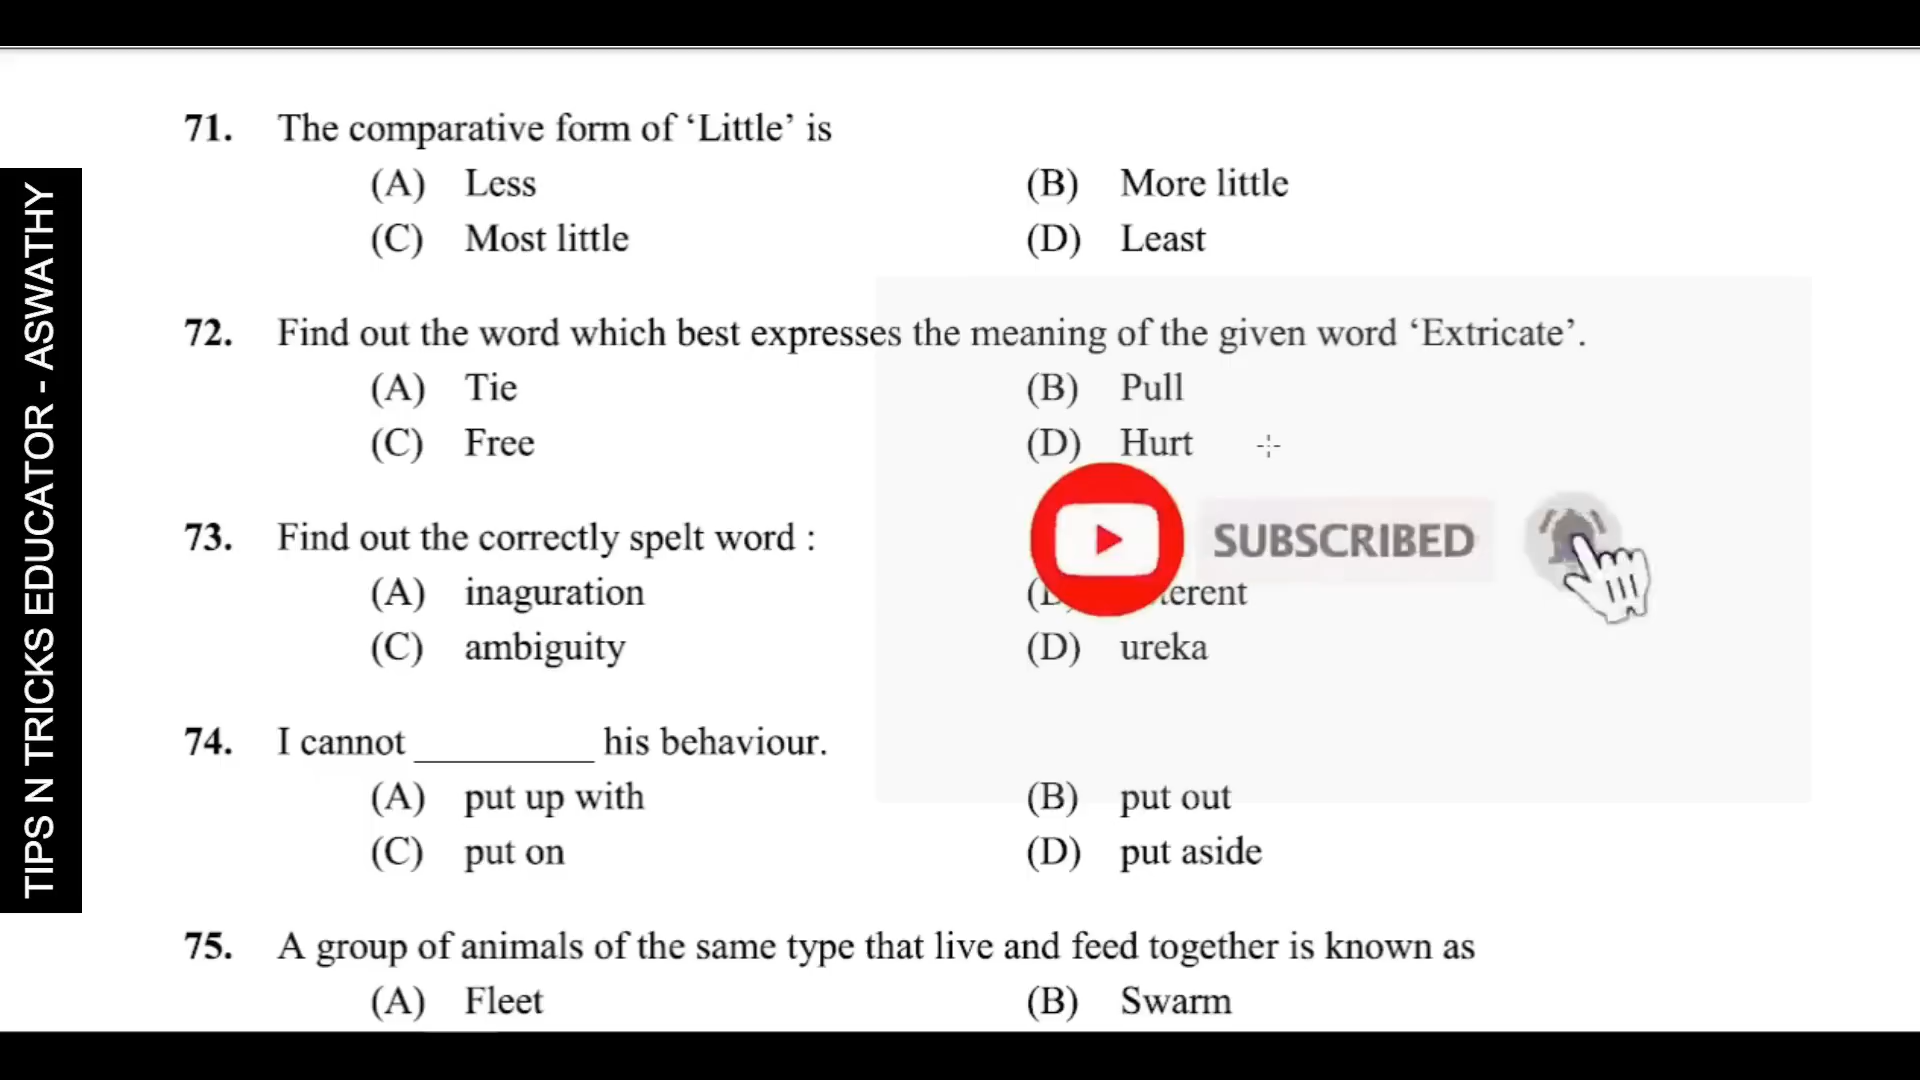 71. The comparative form of ‘Little’ is
(A) Less (B) More little
(C) Most little (D) Least
72. Find out the word which best expresses the meaning of the given word ‘Extricate’.
(A) Tie (B) Pull
(C) Free (D) Hurt
73. Find out the correctly spelt word :
SUBSCRIBED
(A) inaguration
(C) ambiguity (D) ureka
74. I cannot __________ his behaviour.
(A) put up with (B) put out
(C) put on (D) put aside
75. A group of animals of the same type that live and feed together is known as
(A) Fleet (B) Swarm
TIPS N TRICKS EDUCATOR - ASWATHY